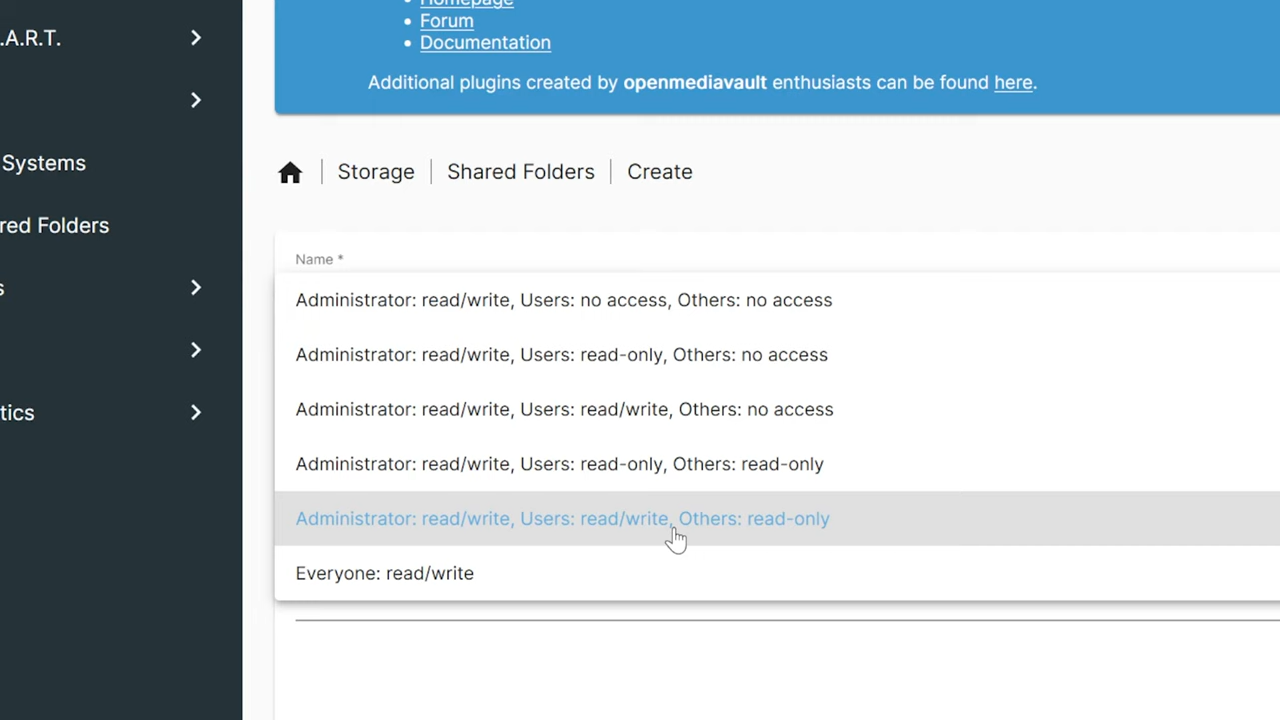 Homepage
Forum
Documentation
Additional plugins created by openmediavault enthusiasts can be found here.
.A.R.T.
Systems
red Folders
s
tics
Storage | Shared Folders | Create
Name *
Administrator: read/write, Users: no access, Others: no access
Administrator: read/write, Users: read-only, Others: no access
Administrator: read/write, Users: read/write, Others: no access
Administrator: read/write, Users: read-only, Others: read-only
Administrator: read/write, Users: read/write, Others: read-only
Everyone: read/write